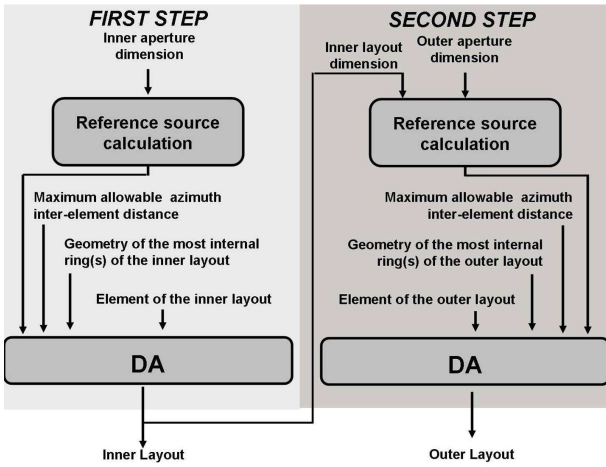 FIRST STEP
Inner aperture
dimension
Reference source
calculation
Maximum allowable azimuth
inter-element distance
Geometry of the most internal
ring(s) of the inner layout
Element of the inner layout
DA
Inner Layout
SECOND STEP
Inner layout
dimension
Outer aperture
dimension
Reference source
calculation
Maximum allowable azimuth
inter-element distance
Geometry of the most internal
ring(s) of the outer layout
Element of the outer layout
DA
Outer Layout